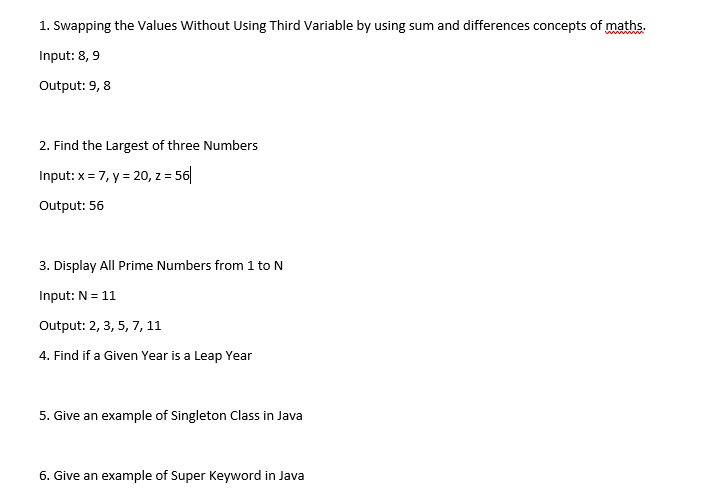 1. Swapping the Values Without Using Third Variable by using sum and differences concepts of maths.
Input: 8, 9
Output: 9, 8
2. Find the Largest of three Numbers
Input: x = 7, y = 20, z = 56
Output: 56
3. Display All Prime Numbers from 1 to N
Input: N = 11
Output: 2, 3, 5, 7, 11
4. Find if a Given Year is a Leap Year
5. Give an example of Singleton Class in Java
6. Give an example of Super Keyword in Java